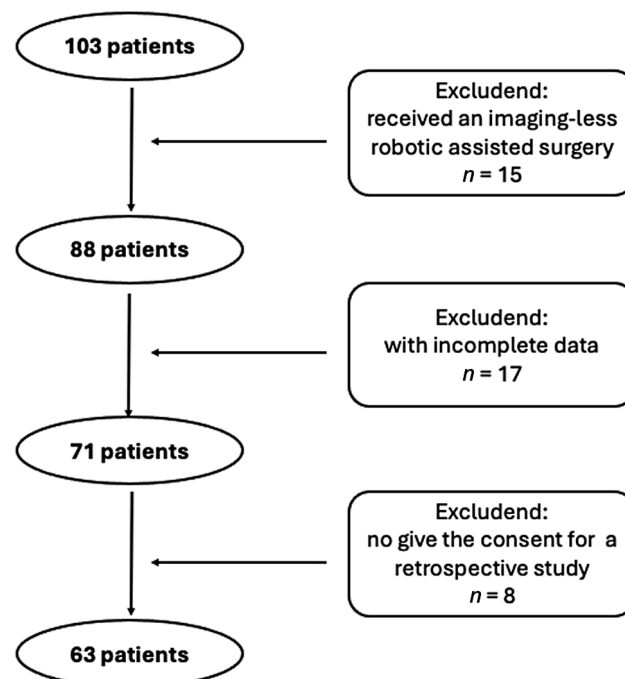 103 patients
Excludend:
received an imaging-less
robotic assisted surgery
n = 15
88 patients
Excludend:
with incomplete data
n = 17
71 patients
Excludend:
no give the consent for a
retrospective study
n = 8
63 patients